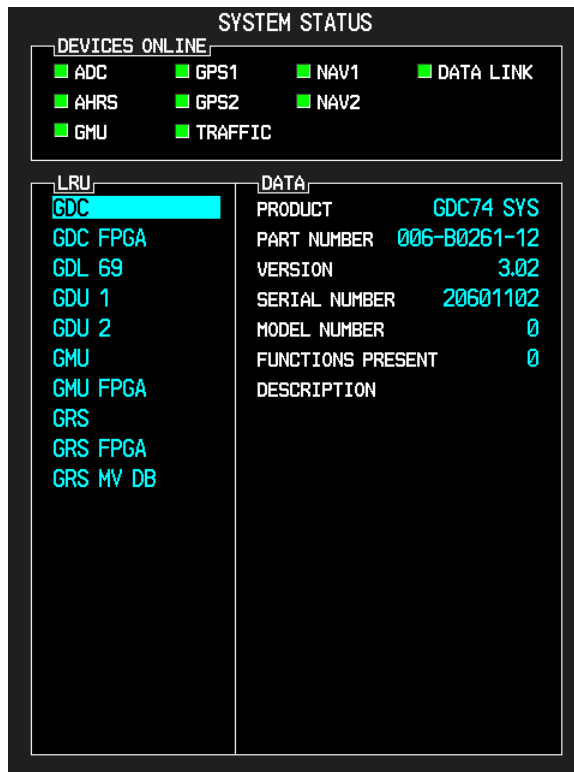 SYSTEM STATUS
DEVICES ONLINE
ADC GPS1 NAV1 DATA LINK
AHRS GPS2 NAV2
GMU TRAFFIC
LRU
GDC
GDC FPGA
GDL 69
GDU 1
GDU 2
GMU
GMU FPGA
GRS
GRS FPGA
GRS MV DB
DATA
PRODUCT GDC74 SYS
PART NUMBER 006-B0261-12
VERSION 3.02
SERIAL NUMBER 20601102
MODEL NUMBER 0
FUNCTIONS PRESENT 0
DESCRIPTION